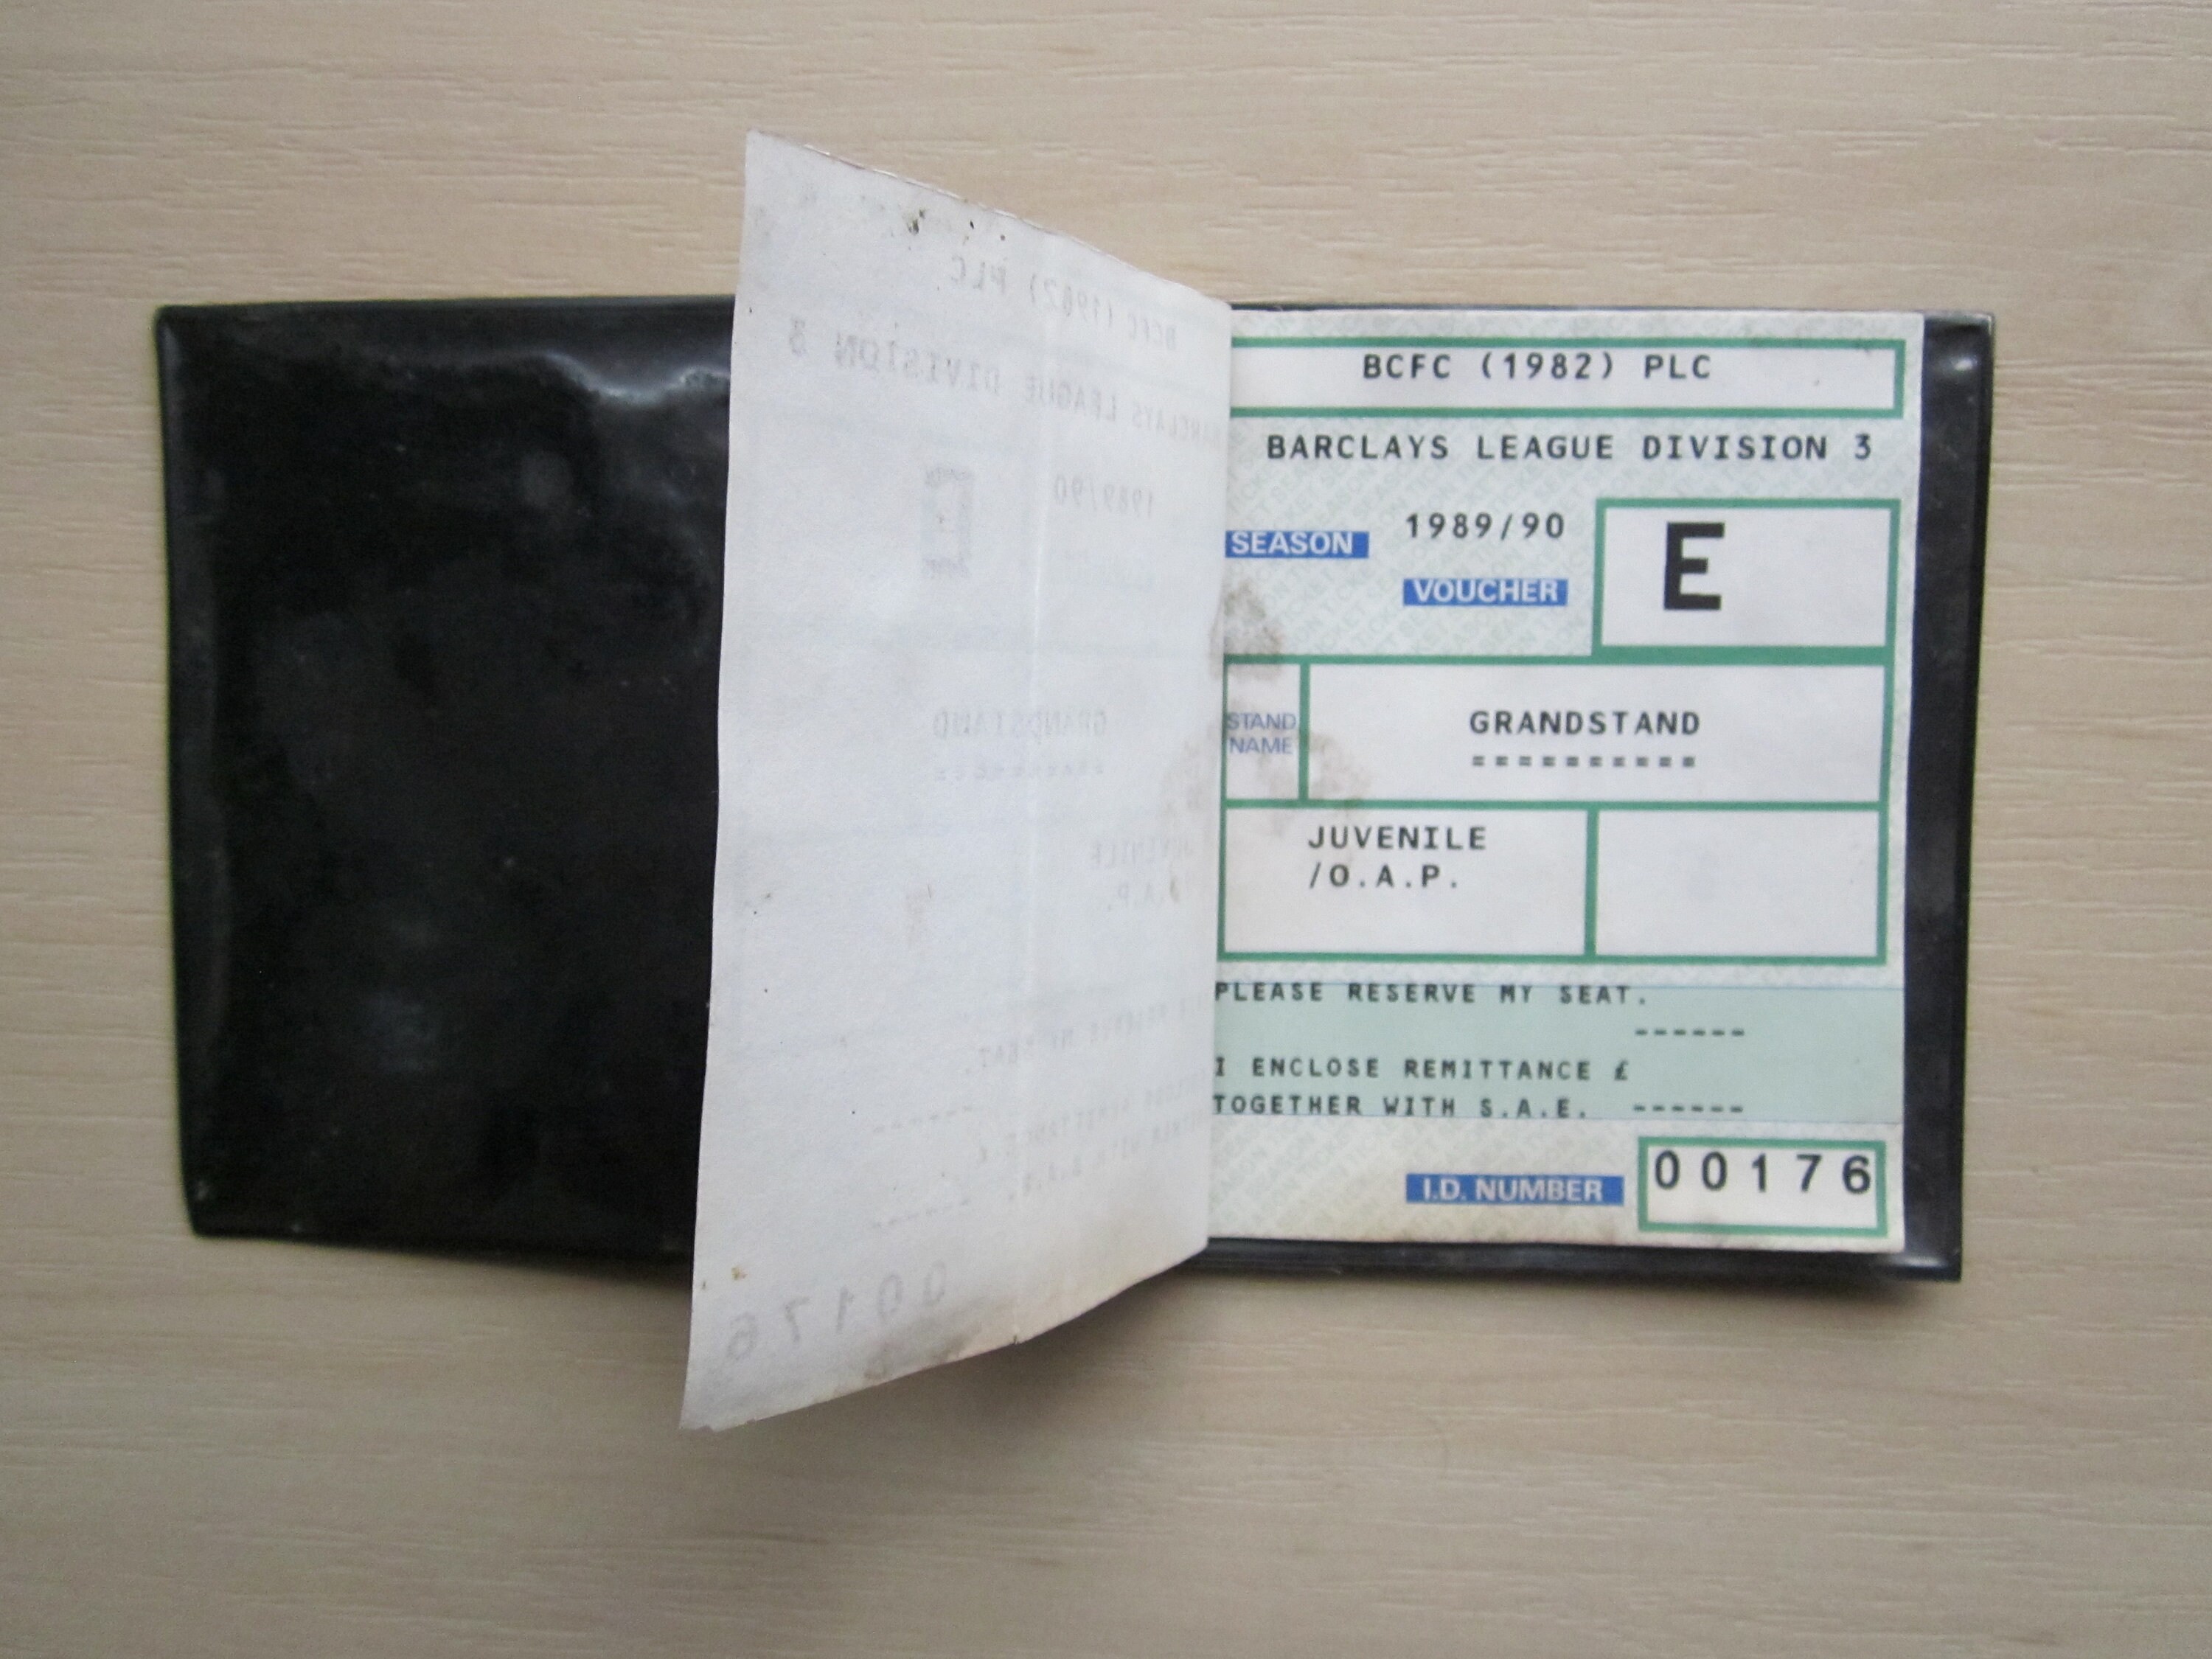 BCFC (1982) PLC
BARCLAYS LEAGUE DIVISION 3
SEASON 1989/90
VOUCHER
E
STAND NAME
GRANDSTAND
==========
JUVENILE
/O.A.P.
PLEASE RESERVE MY SEAT.
------
I ENCLOSE REMITTANCE £
TOGETHER WITH S.A.E. ------
I.D. NUMBER 00176